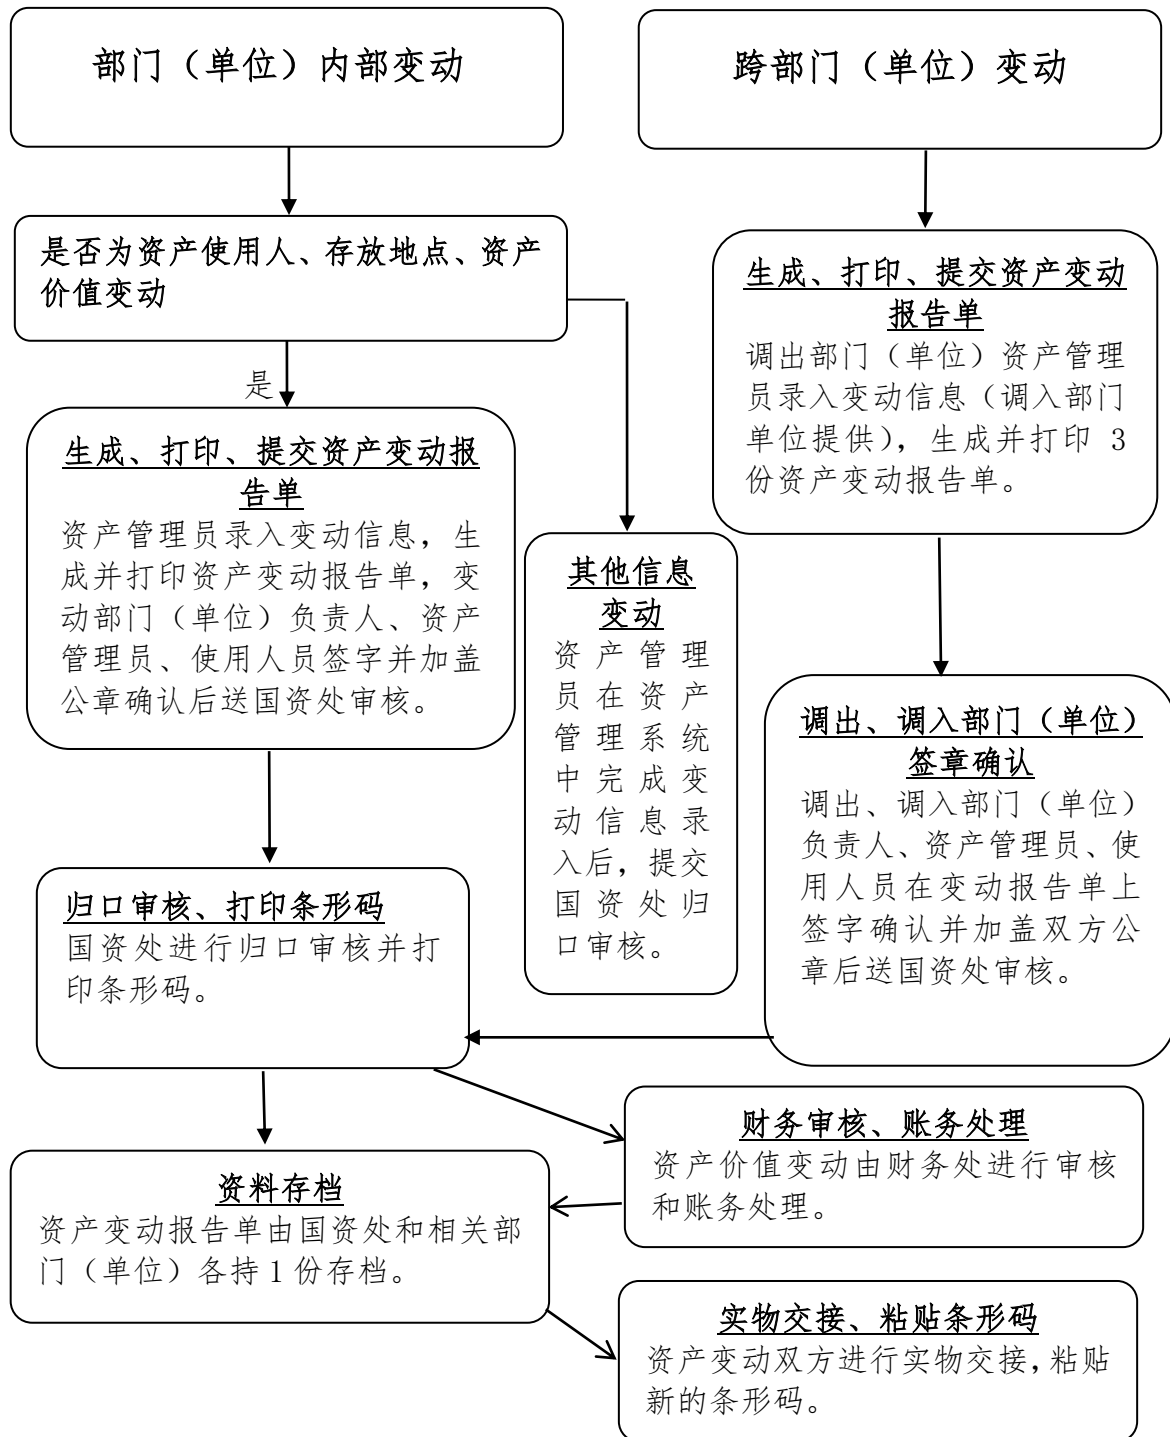 部门（单位）内部变动
跨部门（单位）变动
是否为资产使用人、存放地点、资产
价值变动
是
生成、打印、提交资产变动报
告单
资产管理员录入变动信息，生
成并打印资产变动报告单，变
动部门（单位）负责人、资产
管理员、使用人员签字并加盖
公章确认后送国资处审核。
其他信息
变动
资产管理
员在资产
管理系统
中完成变
动信息录
入后，提交
国资处归
口审核。
生成、打印、提交资产变动
报告单
调出部门（单位）资产管理
员录入变动信息（调入部门
单位提供），生成并打印 3
份资产变动报告单。
调出、调入部门（单位）
签章确认
调出、调入部门（单位）
负责人、资产管理员、使
用人员在变动报告单上
签字确认并加盖双方公
章后送国资处审核。
归口审核、打印条形码
国资处进行归口审核并打
印条形码。
财务审核、账务处理
资产价值变动由财务处进行审核
和账务处理。
资料存档
资产变动报告单由国资处和相关部
门（单位）各持 1 份存档。
实物交接、粘贴条形码
资产变动双方进行实物交接，粘贴
新的条形码。